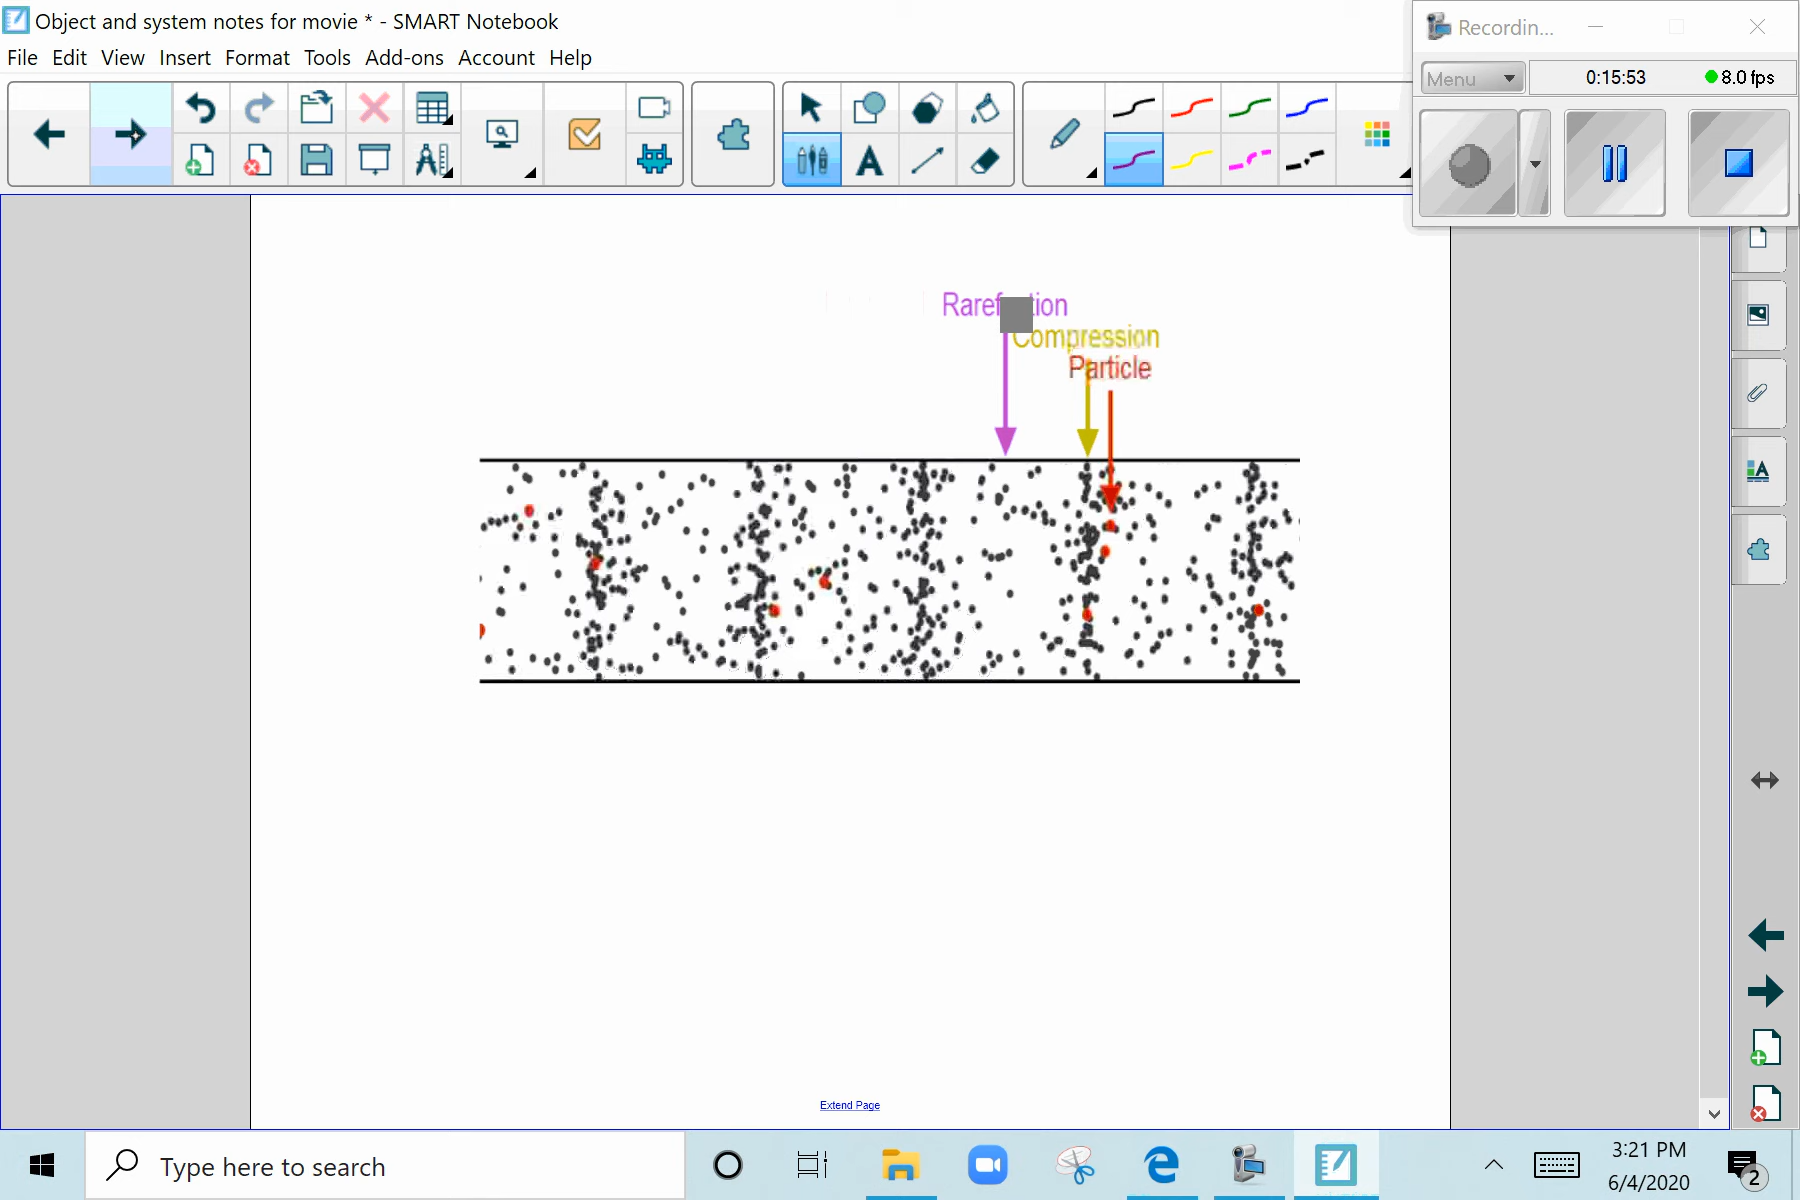 Object and system notes for movie * - SMART Notebook
Recordin...
File Edit View Insert Format Tools Add-ons Account Help
Menu
0:15:53
8.0 fps
Compression
Particle
Extend Page
Type here to search
3:21 PM
6/4/2020
2